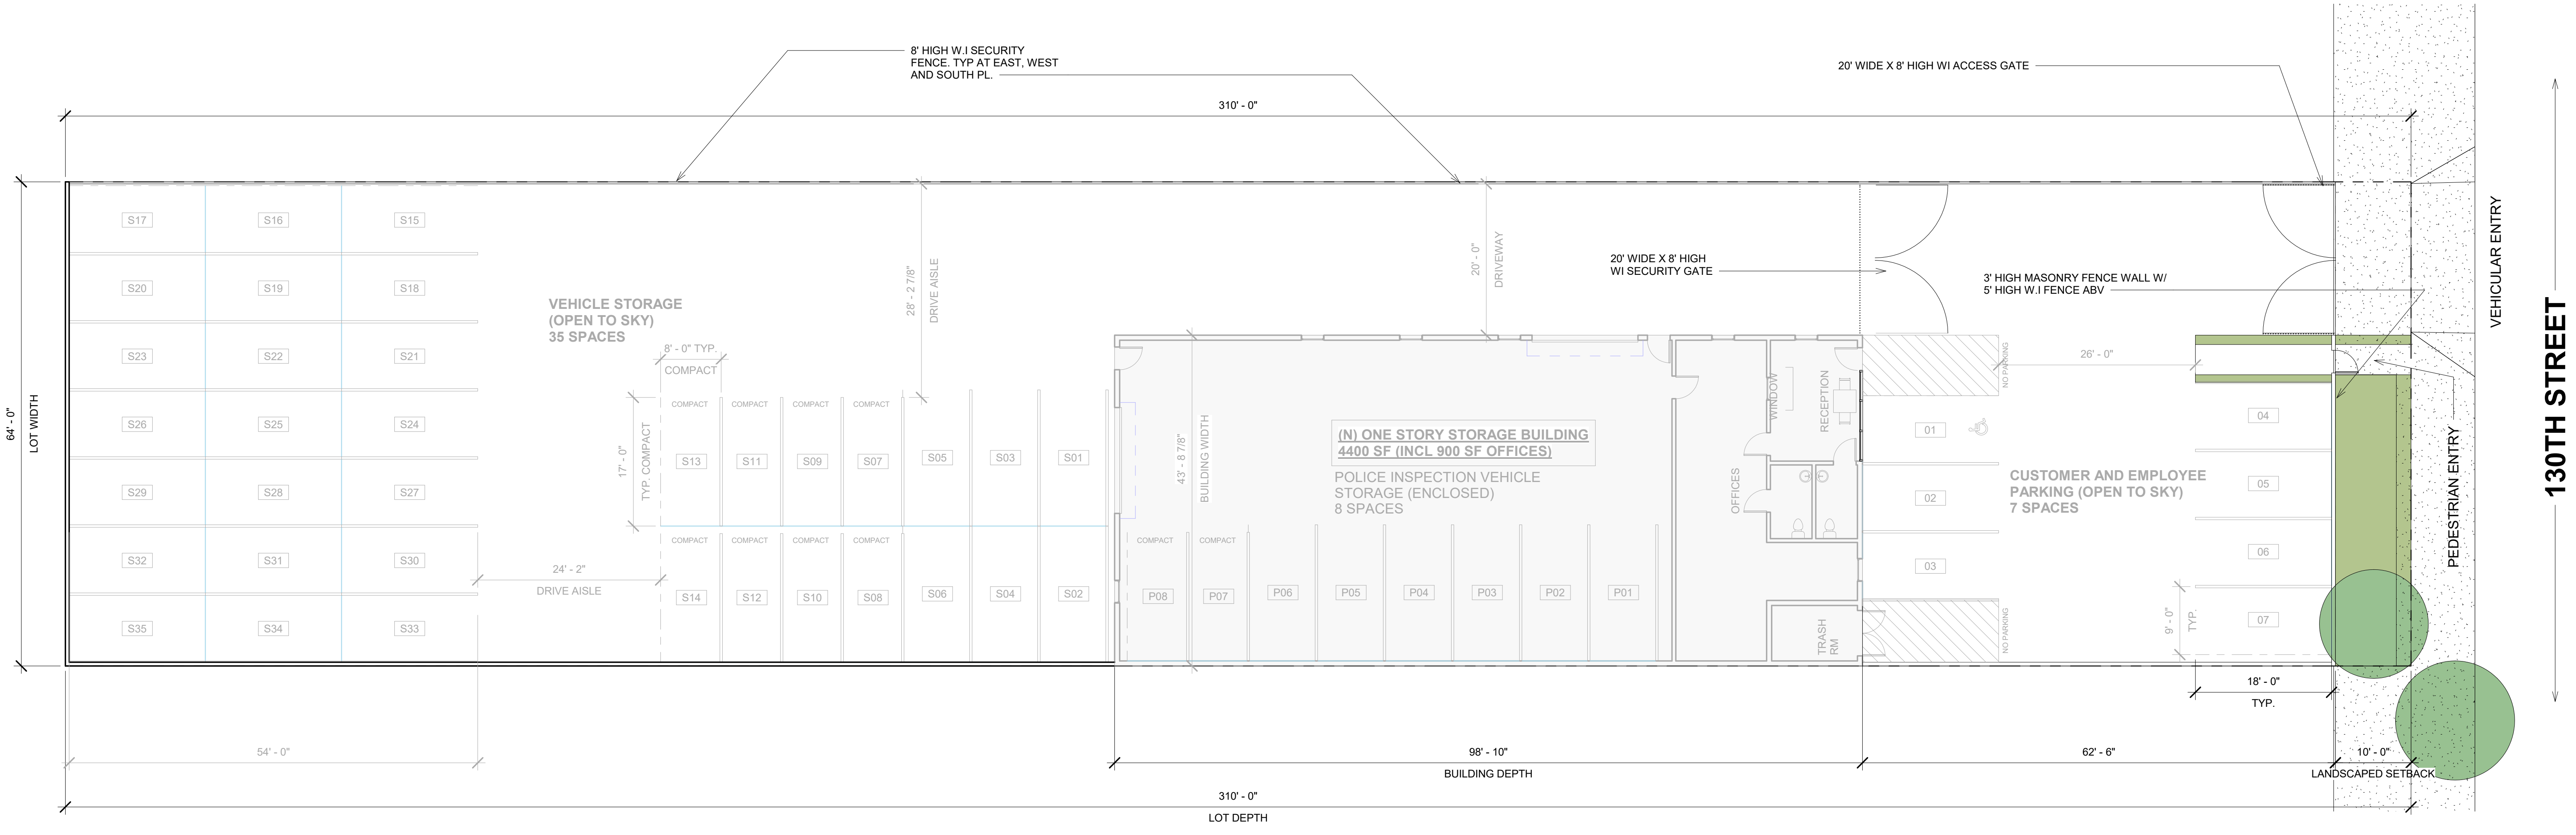 8' HIGH W.I SECURITY
FENCE. TYP AT EAST, WEST
AND SOUTH PL.
20' WIDE X 8' HIGH WI ACCESS GATE
310' - 0"
64' - 0"
LOT WIDTH
S17
S16
S15
S20
S19
S18
S23
S22
S21
S26
S25
S24
S29
S28
S27
S32
S31
S30
S35
S34
S33
VEHICLE STORAGE
(OPEN TO SKY)
35 SPACES
8' - 0" TYP.
COMPACT
17' - 0"
TYP. COMPACT
24' - 2"
DRIVE AISLE
28' - 2 7/8"
DRIVE AISLE
COMPACT
COMPACT
COMPACT
COMPACT
S13
S11
S09
S07
S05
S03
S01
COMPACT
COMPACT
COMPACT
COMPACT
S14
S12
S10
S08
S06
S04
S02
20' - 0"
DRIVEWAY
43' - 8 7/8"
BUILDING WIDTH
(N) ONE STORY STORAGE BUILDING
4400 SF (INCL 900 SF OFFICES)
POLICE INSPECTION VEHICLE
STORAGE (ENCLOSED)
8 SPACES
COMPACT
COMPACT
P08
P07
P06
P05
P04
P03
P02
P01
OFFICES
WINDOW
RECEPTION
TRASH
RM
20' WIDE X 8' HIGH
WI SECURITY GATE
3' HIGH MASONRY FENCE WALL W/
5' HIGH W.I FENCE ABV
NO PARKING
26' - 0"
01
02
03
NO PARKING
CUSTOMER AND EMPLOYEE
PARKING (OPEN TO SKY)
7 SPACES
04
05
06
07
9' - 0"
TYP.
18' - 0"
TYP.
VEHICULAR ENTRY
PEDESTRIAN ENTRY
130TH STREET
54' - 0"
98' - 10"
BUILDING DEPTH
62' - 6"
10' - 0"
LANDSCAPED SETBACK
310' - 0"
LOT DEPTH